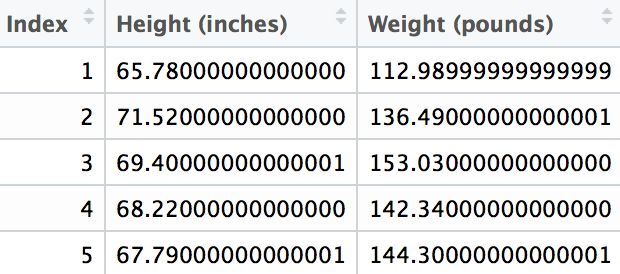 Index Height (inches) Weight (pounds)
1 65.78000000000000 112.98999999999999
2 71.52000000000000 136.49000000000001
3 69.40000000000001 153.03000000000000
4 68.22000000000000 142.34000000000000
5 67.79000000000001 144.30000000000001